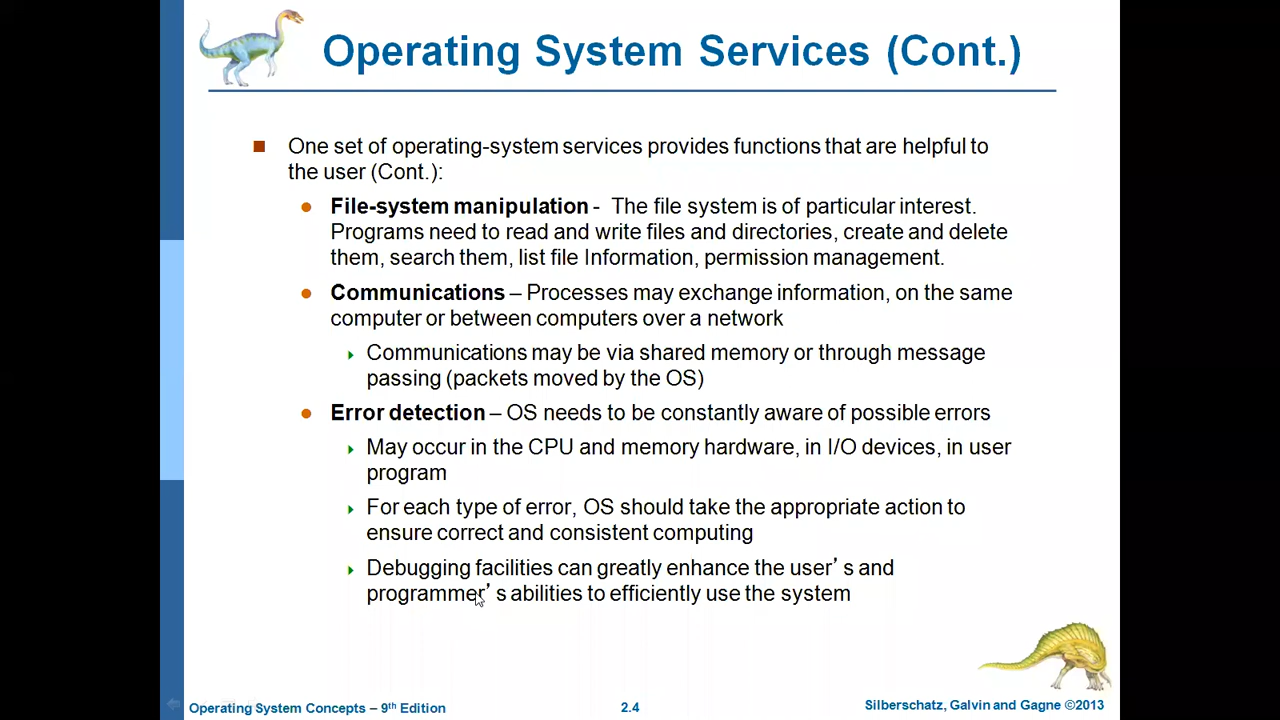 Operating System Services (Cont.)
One set of operating-system services provides functions that are helpful to
the user (Cont.):
File-system manipulation - The file system is of particular interest.
Programs need to read and write files and directories, create and delete
them, search them, list file Information, permission management.
Communications – Processes may exchange information, on the same
computer or between computers over a network
Communications may be via shared memory or through message
passing (packets moved by the OS)
Error detection – OS needs to be constantly aware of possible errors
May occur in the CPU and memory hardware, in I/O devices, in user
program
For each type of error, OS should take the appropriate action to
ensure correct and consistent computing
Debugging facilities can greatly enhance the user’s and
programmer’s abilities to efficiently use the system
Operating System Concepts – 9th Edition
2.4
Silberschatz, Galvin and Gagne ©2013